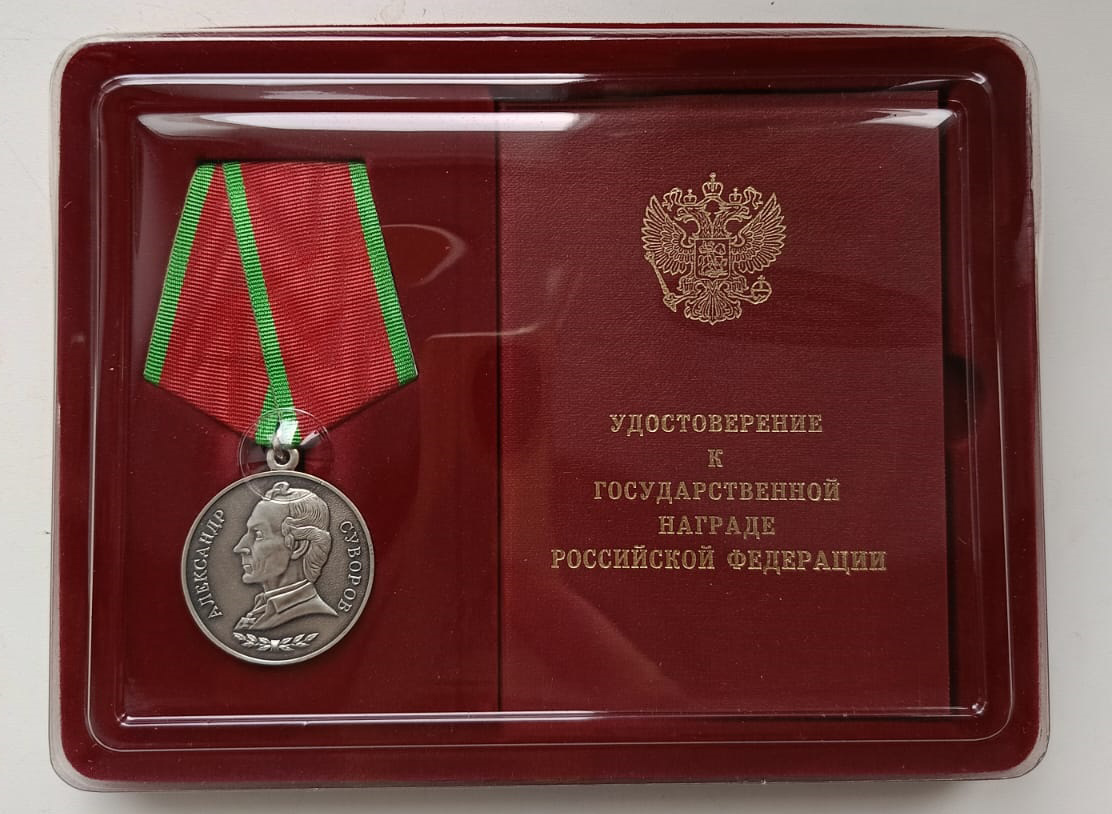 АЛЕКСАНДР СУВОРОВ
УДОСТОВЕРЕНИЕ
К
ГОСУДАРСТВЕННОЙ
НАГРАДЕ
РОССИЙСКОЙ ФЕДЕРАЦИИ